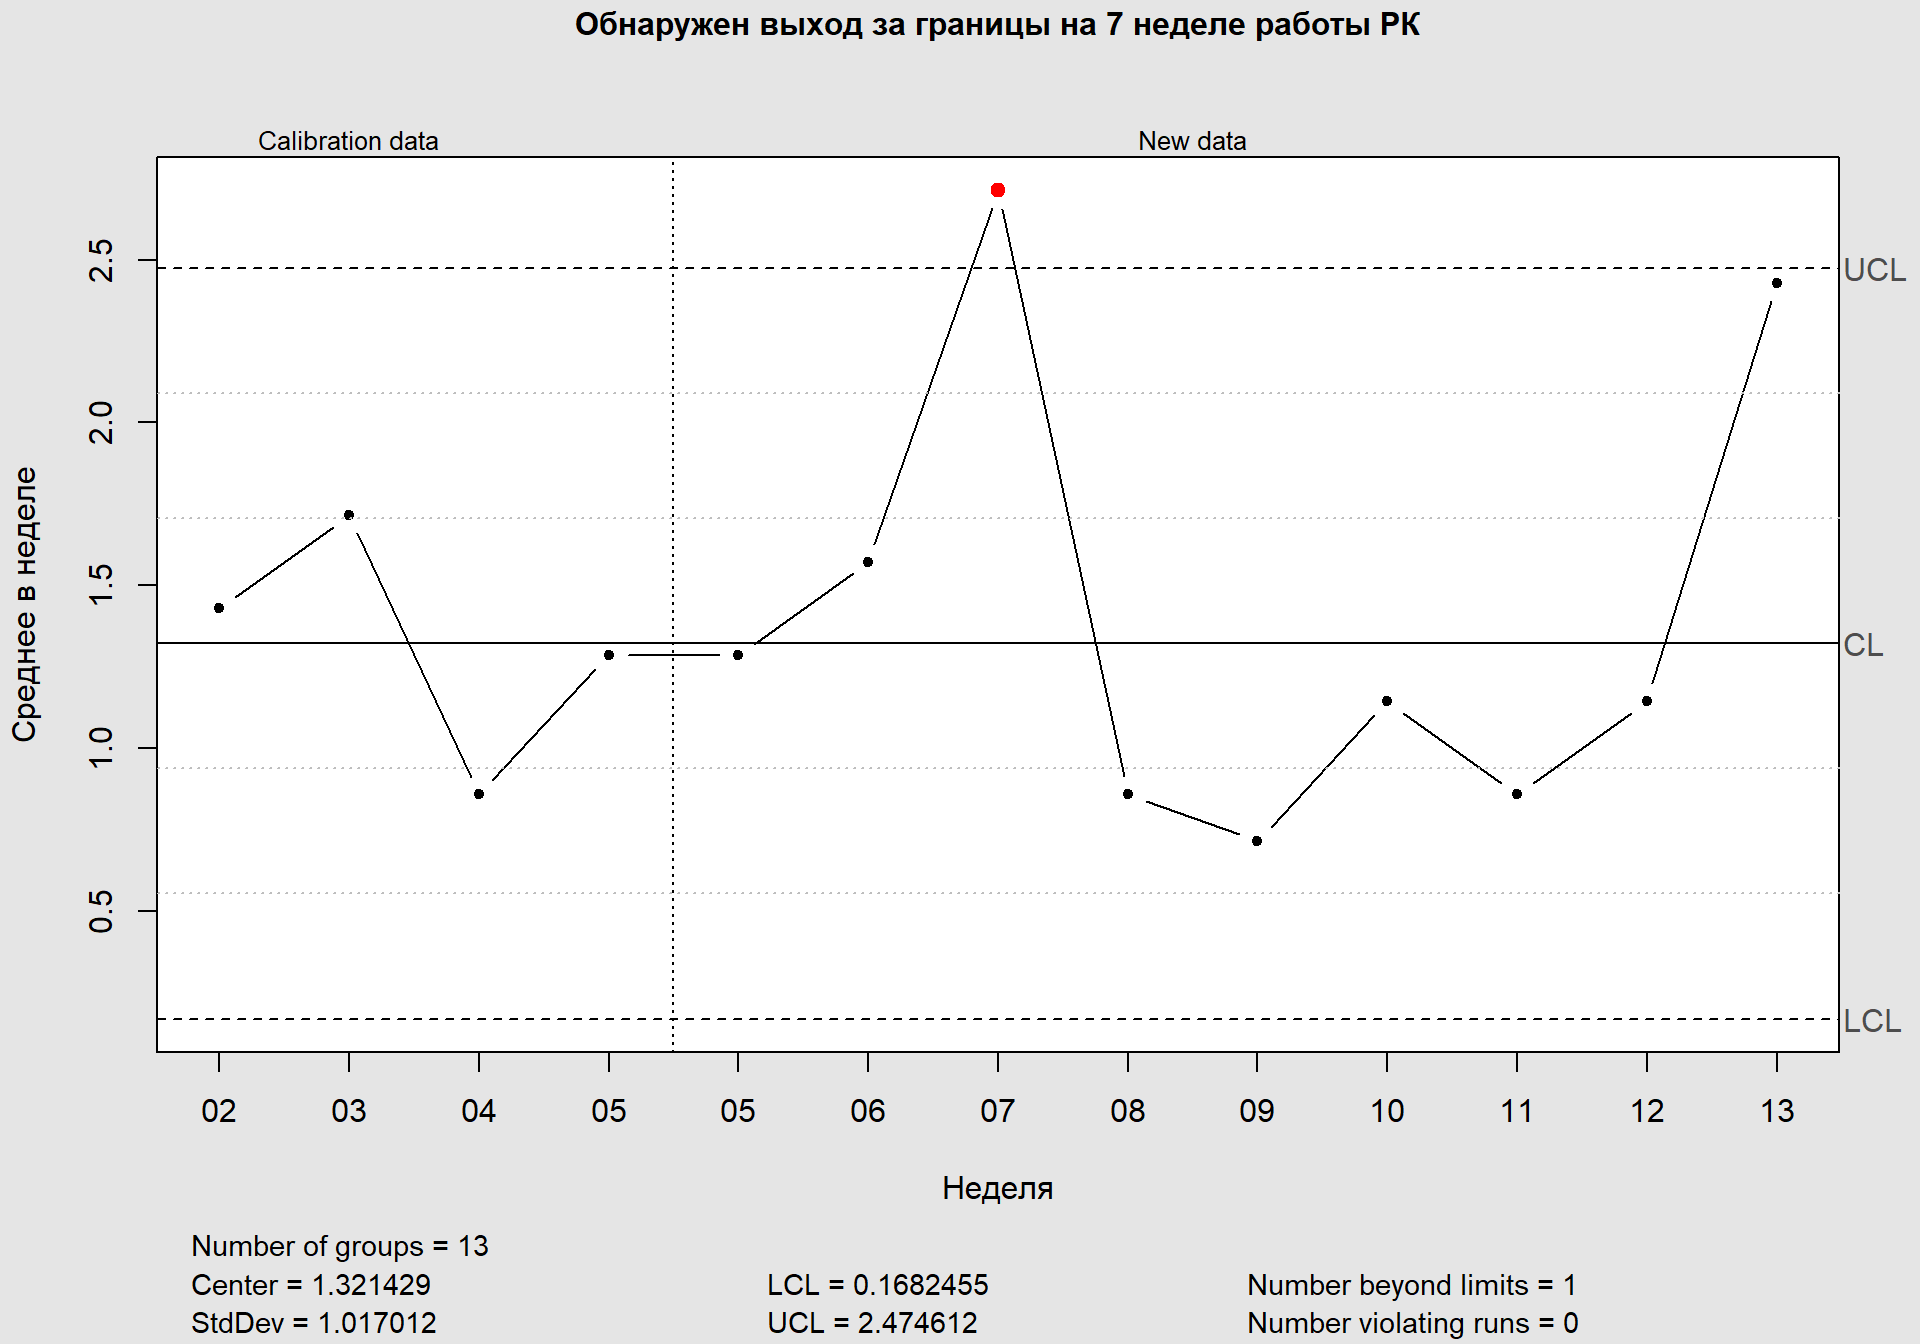 Обнаружен выход за границы на 7 неделе работы РК
Calibration data
New data
Среднее в неделе
2.5
2.0
1.5
1.0
0.5
UCL
CL
LCL
02 03 04 05 05 06 07 08 09 10 11 12 13
Неделя
Number of groups = 13
Center = 1.321429
StdDev = 1.017012
LCL = 0.1682455
UCL = 2.474612
Number beyond limits = 1
Number violating runs = 0